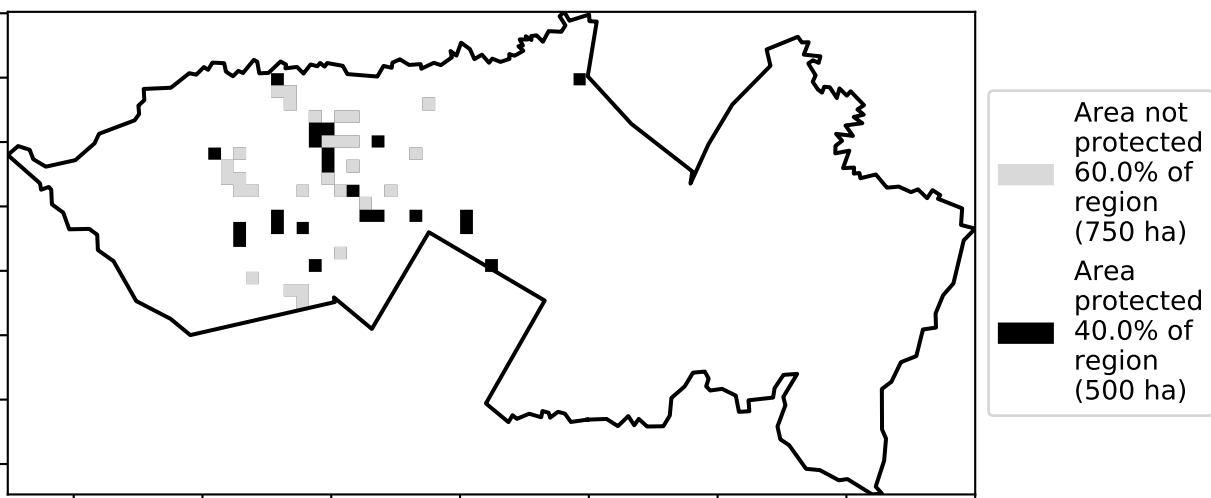 Area not
protected
60.0% of
region
(750 ha)
Area
protected
40.0% of
region
(500 ha)